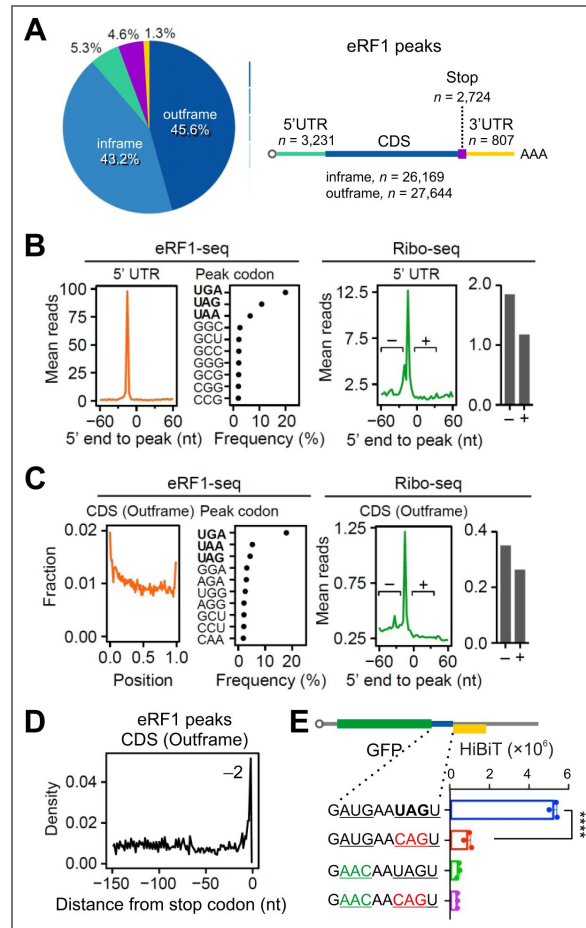 A
eRF1 peaks
5.3%
4.6%
1.3%
outframe
45.6%
inframe
43.2%
Stop
n = 2,724
5'UTR
n = 3,231
CDS
3'UTR
n = 807
AAA
inframe, n = 26,169
outframe, n = 27,644
B
eRF1-seq
Ribo-seq
5' UTR
Peak codon
5' UTR
Mean reads
100
75
50
25
0
−60
0
60
5' end to peak (nt)
UGA
UAG
UAA
GGC
GCU
GCC
GGG
GCG
CGG
CCG
0
10
20
Frequency (%)
Mean reads
12.5
7.5
2.5
−
+
−60
0
60
5' end to peak (nt)
2.0
1.0
0.0
− +
C
eRF1-seq
Ribo-seq
CDS (Outframe)
Peak codon
CDS (Outframe)
Fraction
0.02
0.01
0.00
0.0
0.5
1.0
Position
UGA
UAA
UAG
GGA
AGA
UGG
AGG
GCU
CCU
CAA
0
10
20
Frequency (%)
Mean reads
1.25
0.75
0.25
−
+
−60
0
60
5' end to peak (nt)
0.4
0.2
0.0
− +
D
eRF1 peaks
CDS (Outframe)
Density
0.050
0.025
0.000
−2
−150
−100
−50
0
Distance from stop codon (nt)
E
GFP
HiBiT (×10⁶)
0
2
4
6
GAUGAAUAGU
GAUGAACAGU
GAACAAUAGU
GAACAACAGU
****